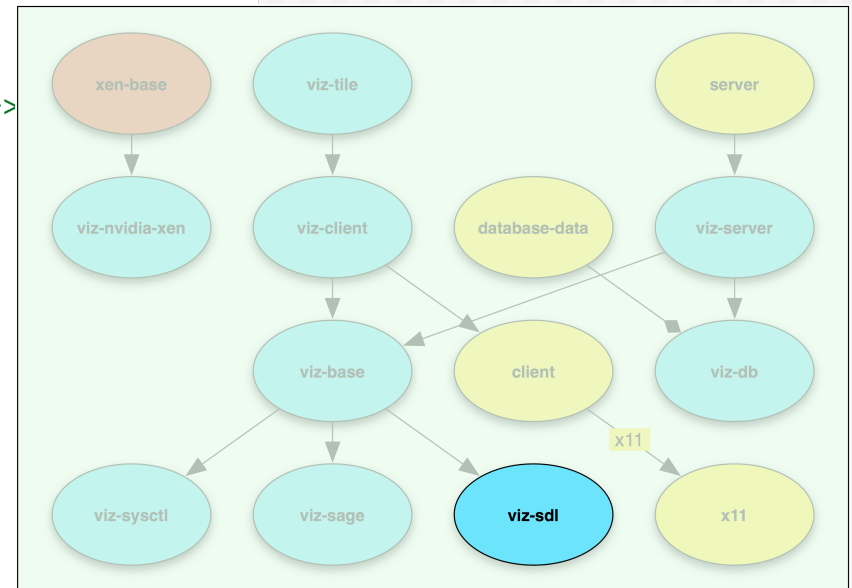 >
xen-base
viz-tile
server
viz-nvidia-xen
viz-client
database-data
viz-server
viz-base
client
viz-db
x11
viz-sysctl
viz-sage
viz-sdl
x11